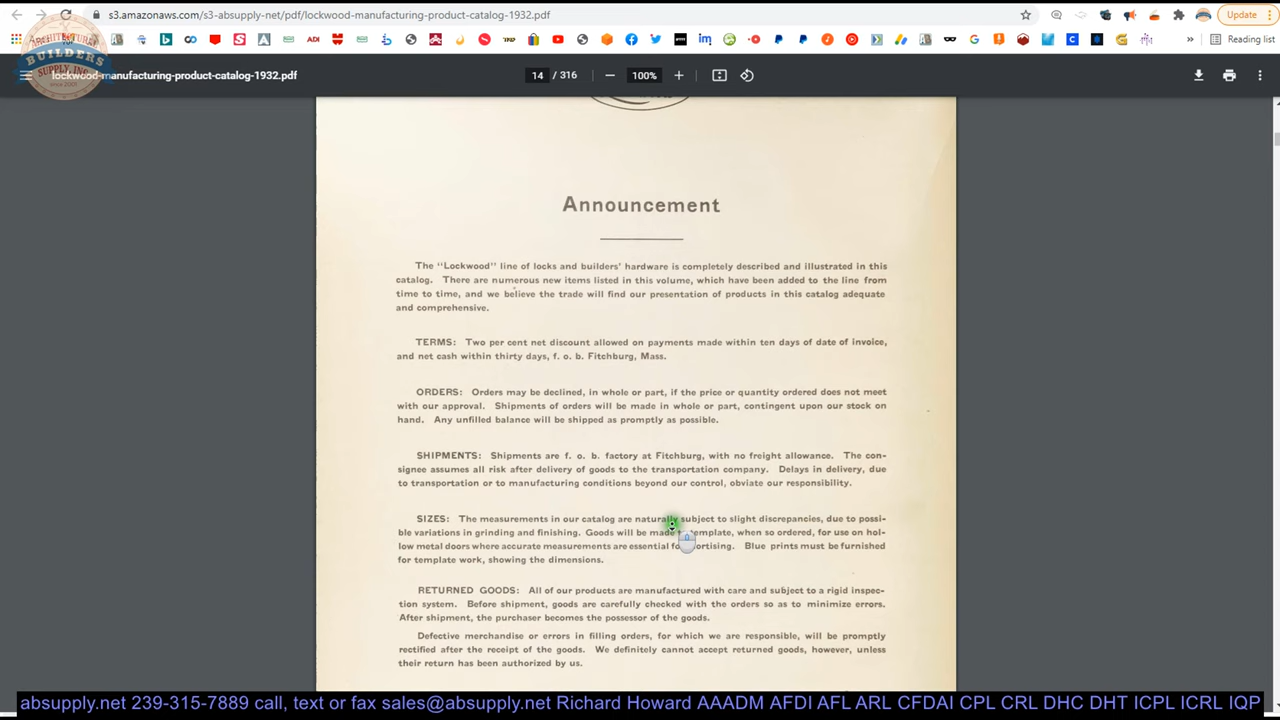 s3.amazonaws.com/s3-absupply-net/pdf/lockwood-manufacturing-product-catalog-1932.pdf
Update
Reading list
ARCHITECTURAL
BUILDERS
SUPPLY, INC.
since 2001
lockwood-manufacturing-product-catalog-1932.pdf
14 / 316
100%
Announcement
The "Lockwood" line of locks and builders' hardware is completely described and illustrated in this
catalog. There are numerous new items listed in this volume, which have been added to the line from
time to time, and we believe the trade will find our presentation of products in this catalog adequate
and comprehensive.
TERMS: Two per cent net discount allowed on payments made within ten days of date of invoice,
and net cash within thirty days, f. o. b. Fitchburg, Mass.
ORDERS: Orders may be declined, in whole or part, if the price or quantity ordered does not meet
with our approval. Shipments of orders will be made in whole or part, contingent upon our stock on
hand. Any unfilled balance will be shipped as promptly as possible.
SHIPMENTS: Shipments are f. o. b. factory at Fitchburg, with no freight allowance. The con-
signee assumes all risk after delivery of goods to the transportation company. Delays in delivery, due
to transportation or to manufacturing conditions beyond our control, obviate our responsibility.
SIZES: The measurements in our catalog are naturally subject to slight discrepancies, due to possi-
ble variations in grinding and finishing. Goods will be made template, when so ordered, for use on hol-
low metal doors where accurate measurements are essential Blue prints must be furnished
for template work, showing the dimensions.
RETURNED GOODS: All of our products are manufactured with care and subject to a rigid inspec-
tion system. Before shipment, goods are carefully checked with the orders so as to minimize errors.
After shipment, the purchaser becomes the possessor of the goods.
Defective merchandise or errors in filling orders, for which we are responsible, will be promptly
rectified after the receipt of the goods. We definitely cannot accept returned goods, however, unless
their return has been authorized by us.
absupply.net 239-315-7889 call, text or fax sales@absupply.net Richard Howard AAADM AFDI AFL ARL CFDAI CPL CRL DHC DHT ICPL ICRL IQP